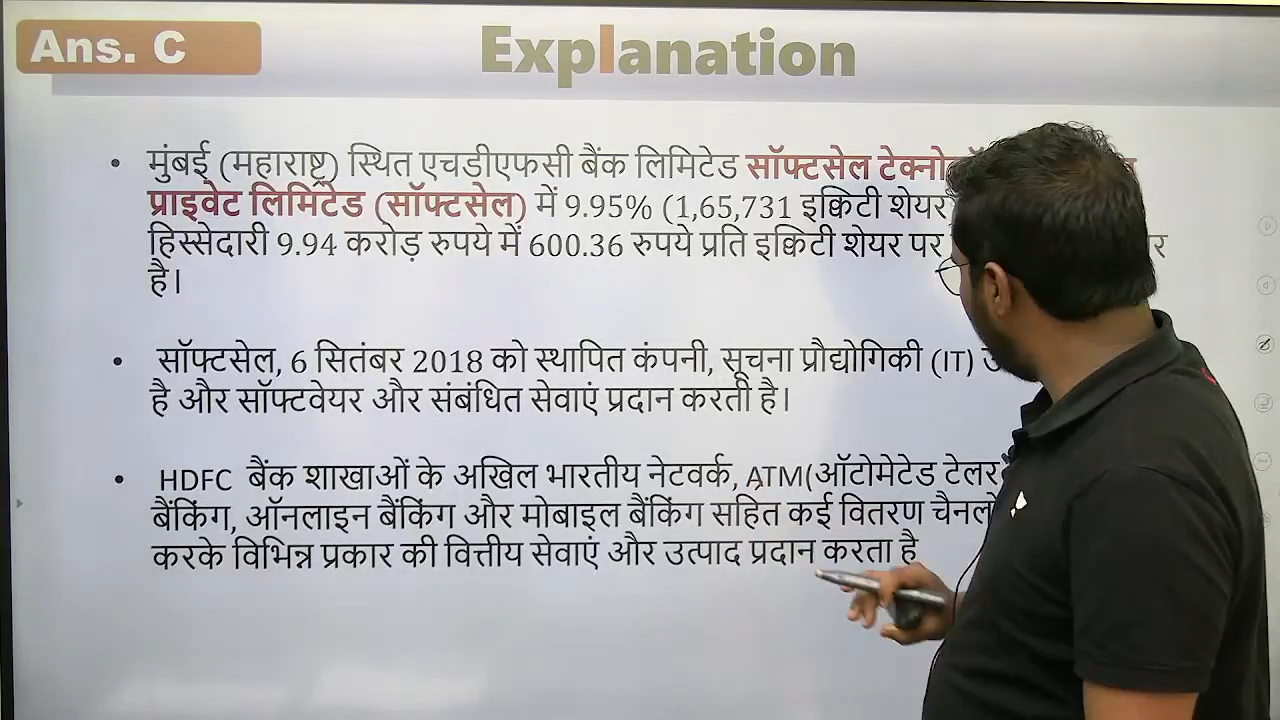 Ans. C
Explanation
• मुंबई (महाराष्ट्र) स्थित एचडीएफसी बैंक लिमिटेड सॉफ्टसेल
प्राइवेट लिमिटेड (सॉफ्टसेल) में 9.95% (1,65,731 इक्विटी शेयर
हिस्सेदारी 9.94 करोड़ रुपये में 600.36 रुपये प्रति इक्विटी शेयर पर
है।
• सॉफ्टसेल, 6 सितंबर 2018 को स्थापित कंपनी, सूचना प्रौद्योगिकी (IT)
है और सॉफ्टवेयर और संबंधित सेवाएं प्रदान करती है।
• HDFC बैंक शाखाओं के अखिल भारतीय नेटवर्क, ATM(ऑटोमेटेड टेलर
बैंकिंग, ऑनलाइन बैंकिंग और मोबाइल बैंकिंग सहित कई वितरण
करके विभिन्न प्रकार की वित्तीय सेवाएं और उत्पाद प्रदान करता है